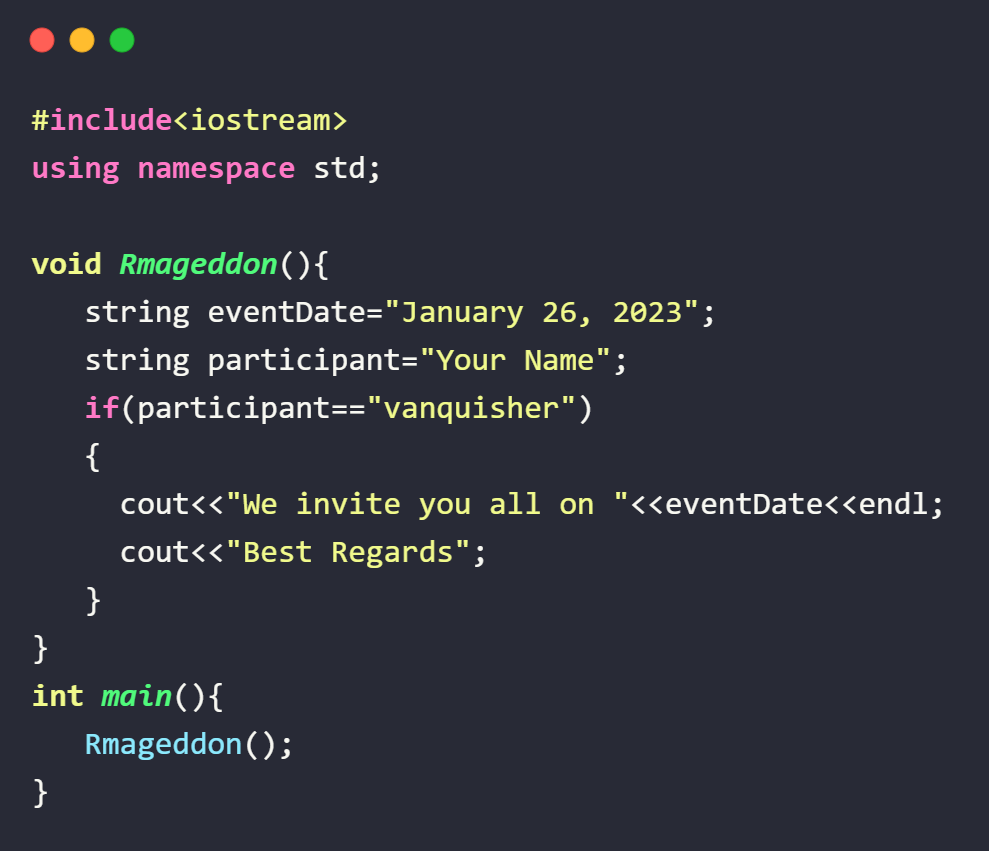 #include<iostream>
using namespace std;
void Rmageddon(){
string eventDate="January 26, 2023";
string participant="Your Name";
if(participant=="vanquisher")
{
cout<<"We invite you all on "<<eventDate<<endl;
cout<<"Best Regards";
}
}
int main(){
Rmageddon();
}